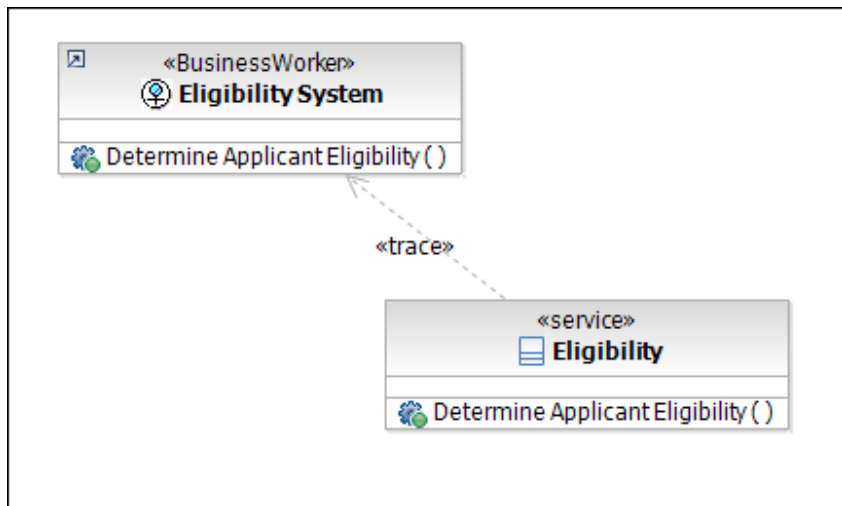 «BusinessWorker»
Eligibility System
Determine Applicant Eligibility ( )
«trace»
«service»
Eligibility
Determine Applicant Eligibility ( )